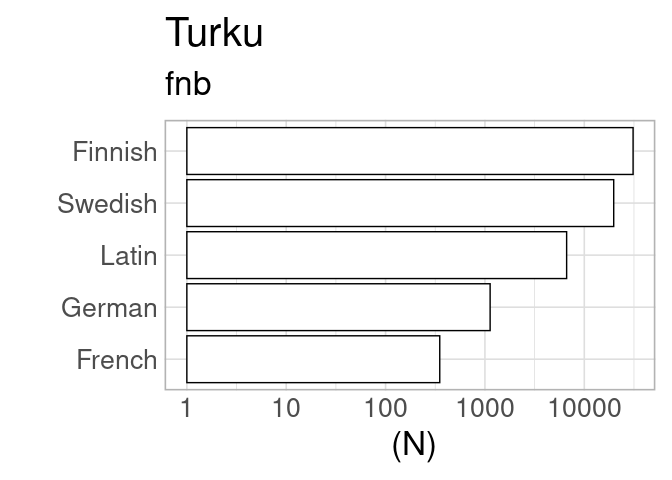 Turku
fnb
Finnish
Swedish
Latin
German
French
1 10 100 1000 10000
(N)